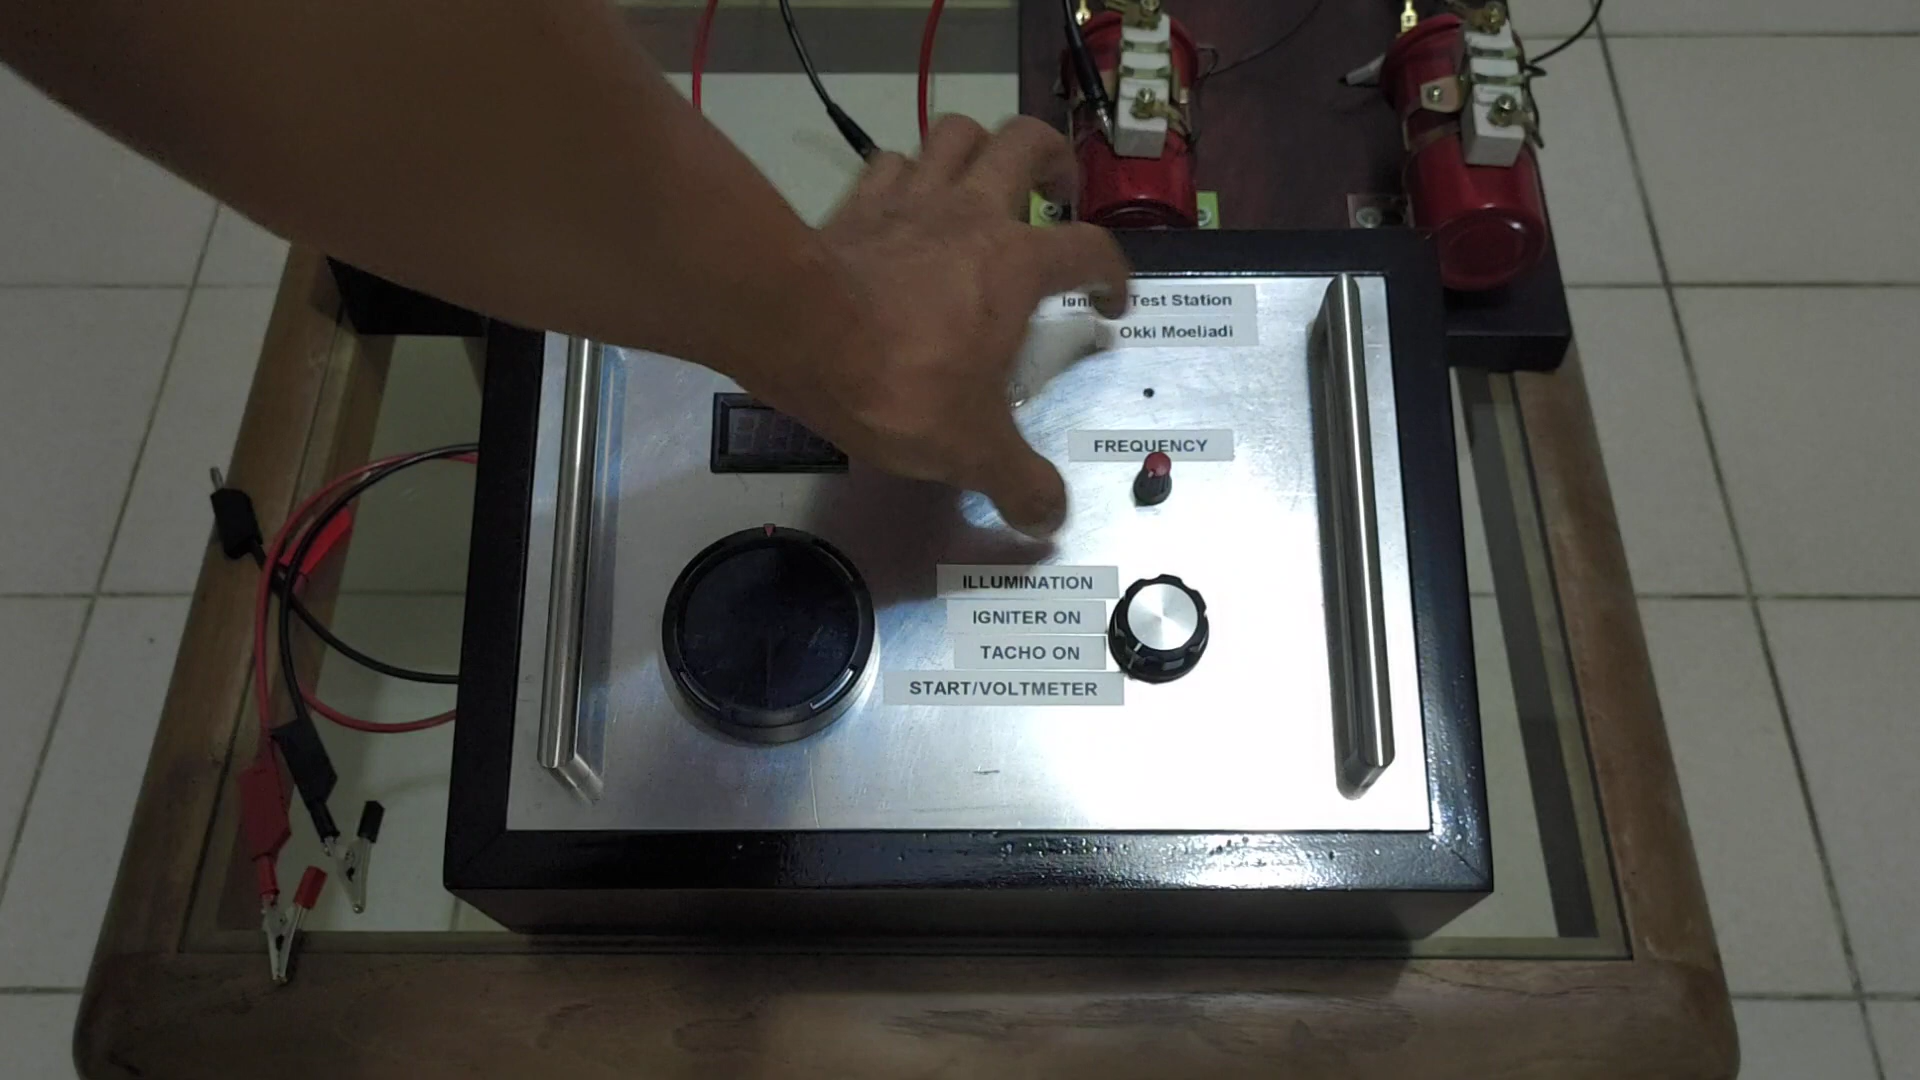 Test Station
Okki Moeljadi
FREQUENCY
ILLUMINATION
IGNITER ON
TACHO ON
START/VOLTMETER